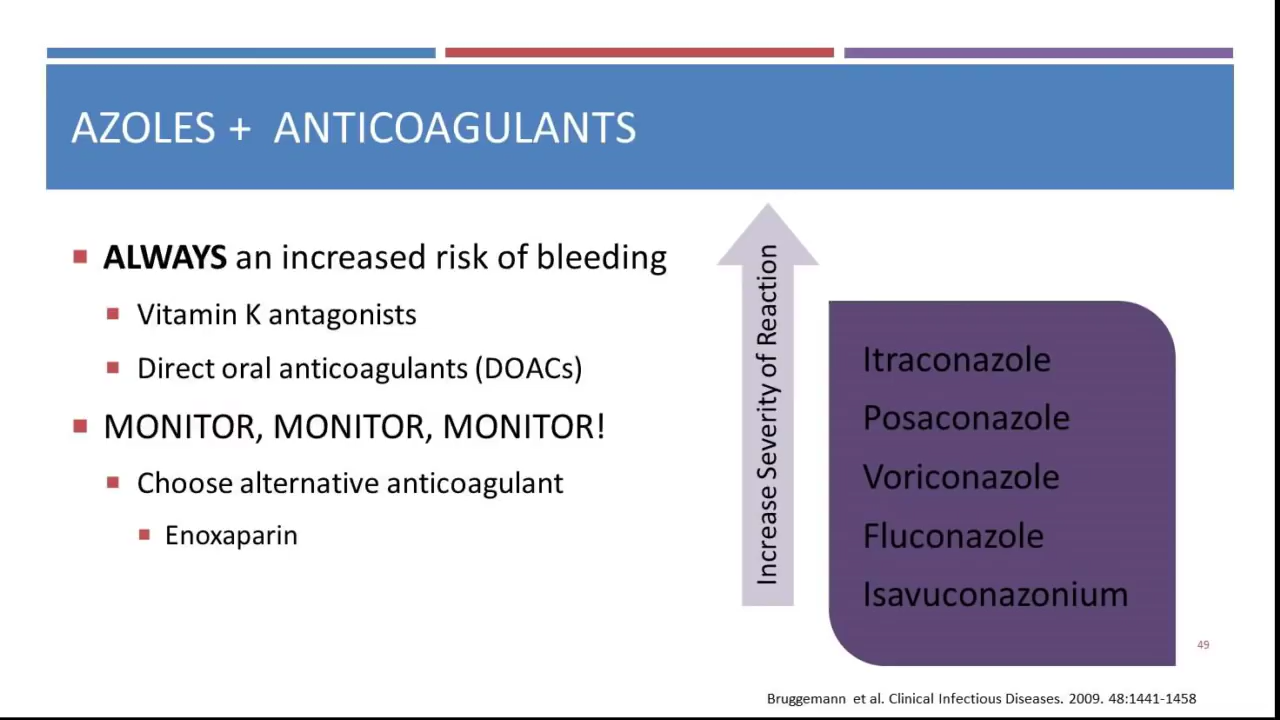 AZOLES + ANTICOAGULANTS
ALWAYS an increased risk of bleeding
Vitamin K antagonists
Direct oral anticoagulants (DOACs)
MONITOR, MONITOR, MONITOR!
Choose alternative anticoagulant
Enoxaparin
Increase Severity of Reaction
Itraconazole
Posaconazole
Voriconazole
Fluconazole
Isavuconazonium
49
Bruggemann et al. Clinical Infectious Diseases. 2009. 48:1441-1458